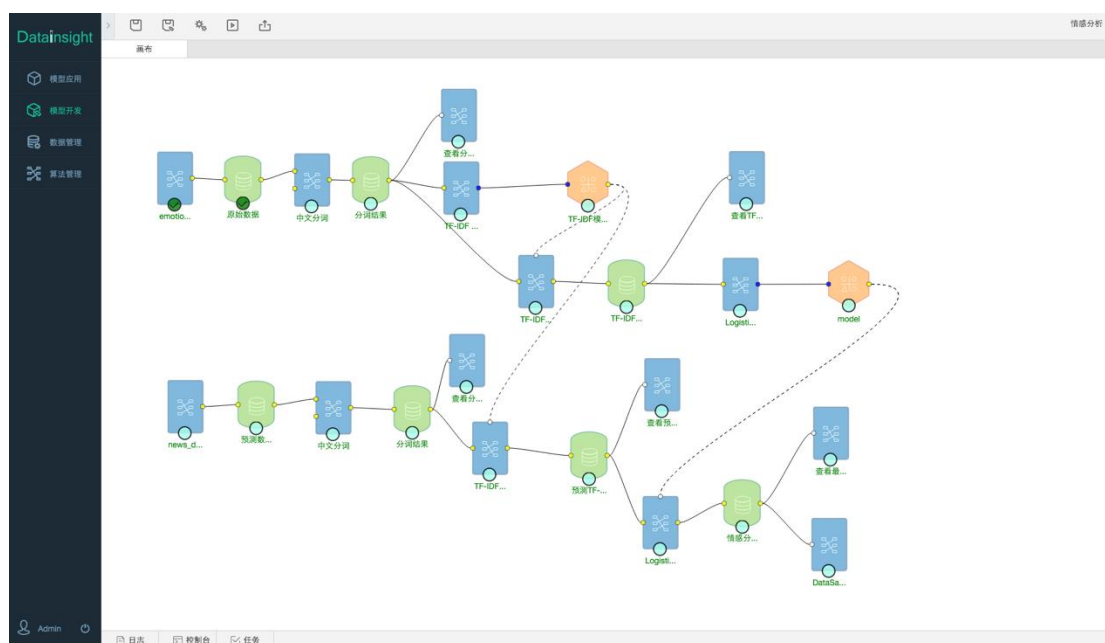 Datainsight
情感分析
画布
模型应用
模型开发
数据管理
算法管理
查看分...
emotio...
原始数据
中文分词
分词结果
TF-IDF ...
TF-IDF模...
查看TF...
TF-IDF...
TF-IDF...
Logisti...
model
查看分...
news_d...
预测数...
中文分词
分词结果
查看预...
TF-IDF...
预测TF-...
查看最...
Logisti...
情感分...
DataSa...
Admin
日志
控制台
任务